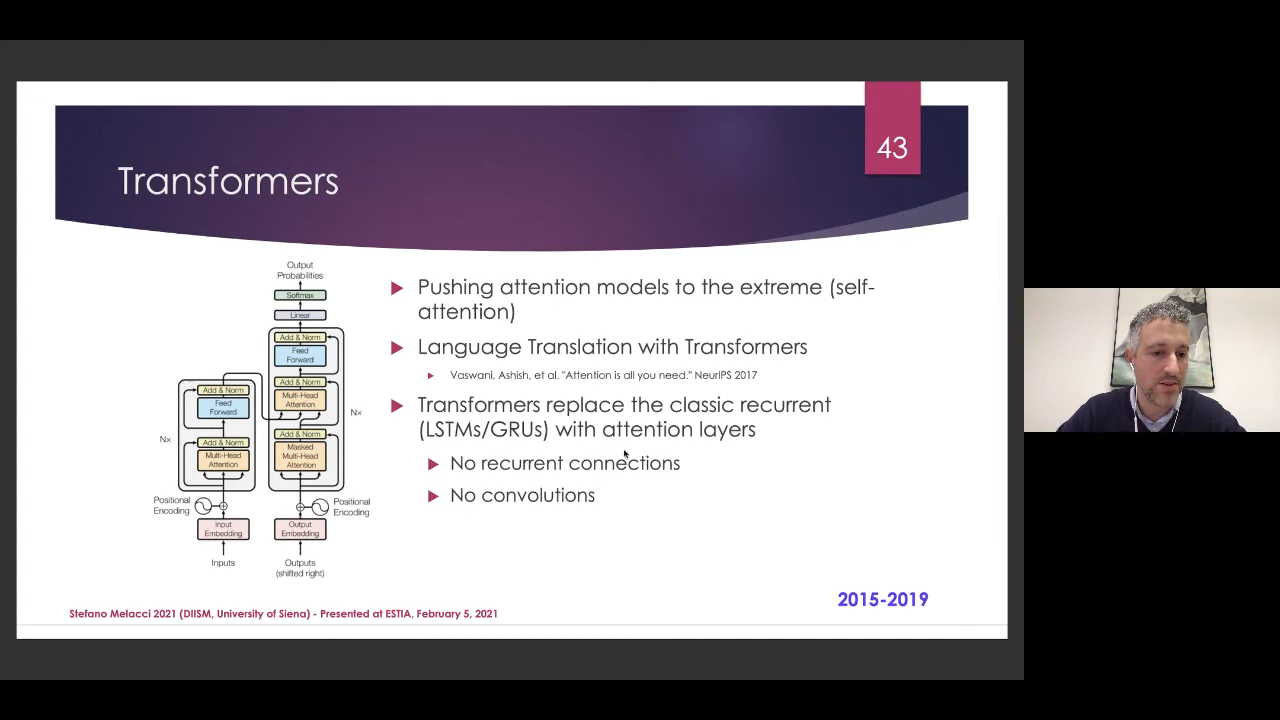 43
Transformers
Output
Probabilities
Softmax
Linear
Add & Norm
Feed
Forward
Add & Norm
Multi-Head
Attention
Add & Norm
Masked
Multi-Head
Attention
Nx
Add & Norm
Feed
Forward
Add & Norm
Multi-Head
Attention
Nx
Positional
Encoding
Positional
Encoding
Input
Embedding
Output
Embedding
Inputs
Outputs
(shifted right)
Pushing attention models to the extreme (self-
attention)
Language Translation with Transformers
Vaswani, Ashish, et al. "Attention is all you need." NeurIPS 2017
Transformers replace the classic recurrent
(LSTMs/GRUs) with attention layers
No recurrent connections
No convolutions
2015-2019
Stefano Melacci 2021 (DIISM, University of Siena) - Presented at ESTIA, February 5, 2021